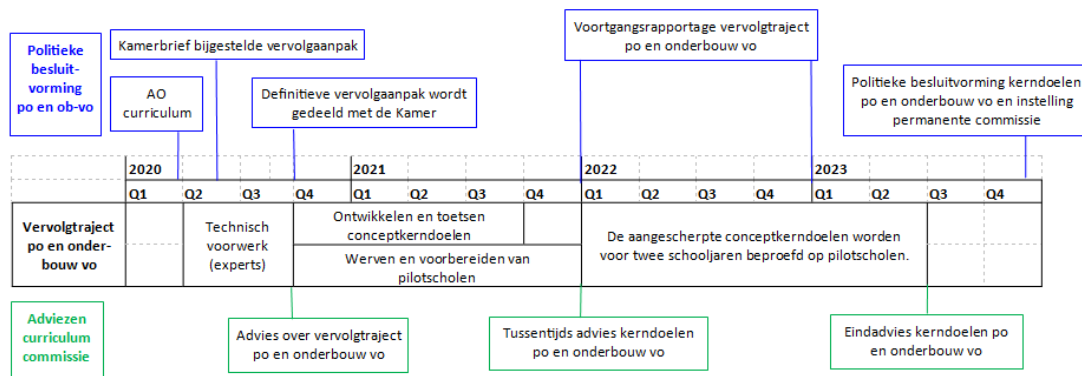 Politieke
besluit-
vorming
po en ob-vo
Kamerbrief bijgestelde vervolgaanpak
AO
curriculum
Definitieve vervolgaanpak wordt
gedeeld met de Kamer
Voortgangsrapportage vervolgtraject
po en onderbouw vo
Politieke besluitvorming kerndoelen
po en onderbouw vo en instelling
permanente commissie
2020 2021 2022 2023
Q1 Q2 Q3 Q4 Q1 Q2 Q3 Q4 Q1 Q2 Q3 Q4 Q1 Q2 Q3 Q4
Vervolgtraject
po en onder-
bouw vo
Technisch
voorwerk
(experts)
Ontwikkelen en toetsen
conceptkerndoelen
Werven en voorbereiden van
pilotscholen
De aangescherpte conceptkerndoelen worden
voor twee schooljaren beproefd op pilotscholen.
Adviezen
curriculum
commissie
Advies over vervolgtraject
po en onderbouw vo
Tussentijds advies kerndoelen
po en onderbouw vo
Eindadvies kerndoelen po
en onderbouw vo